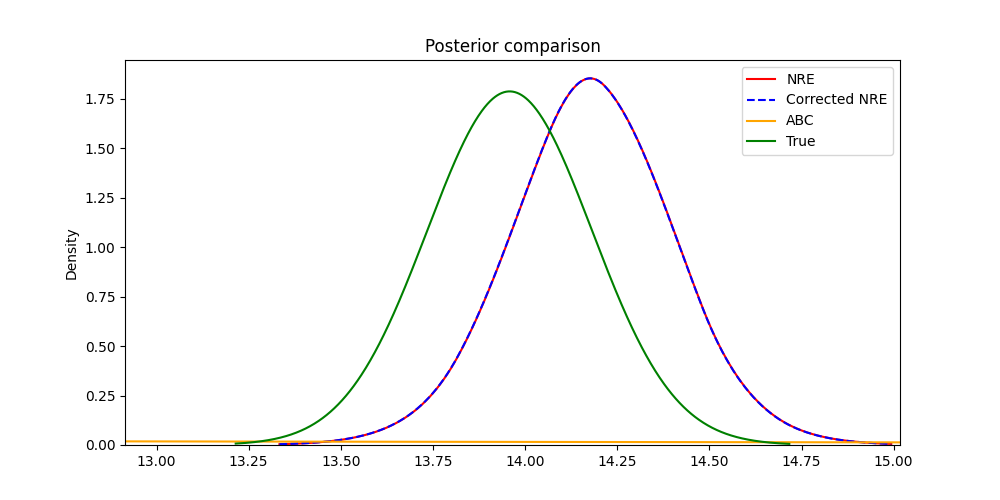 Posterior comparison
NRE
Corrected NRE
ABC
True
Density
1.75
1.50
1.25
1.00
0.75
0.50
0.25
0.00
13.00 13.25 13.50 13.75 14.00 14.25 14.50 14.75 15.00